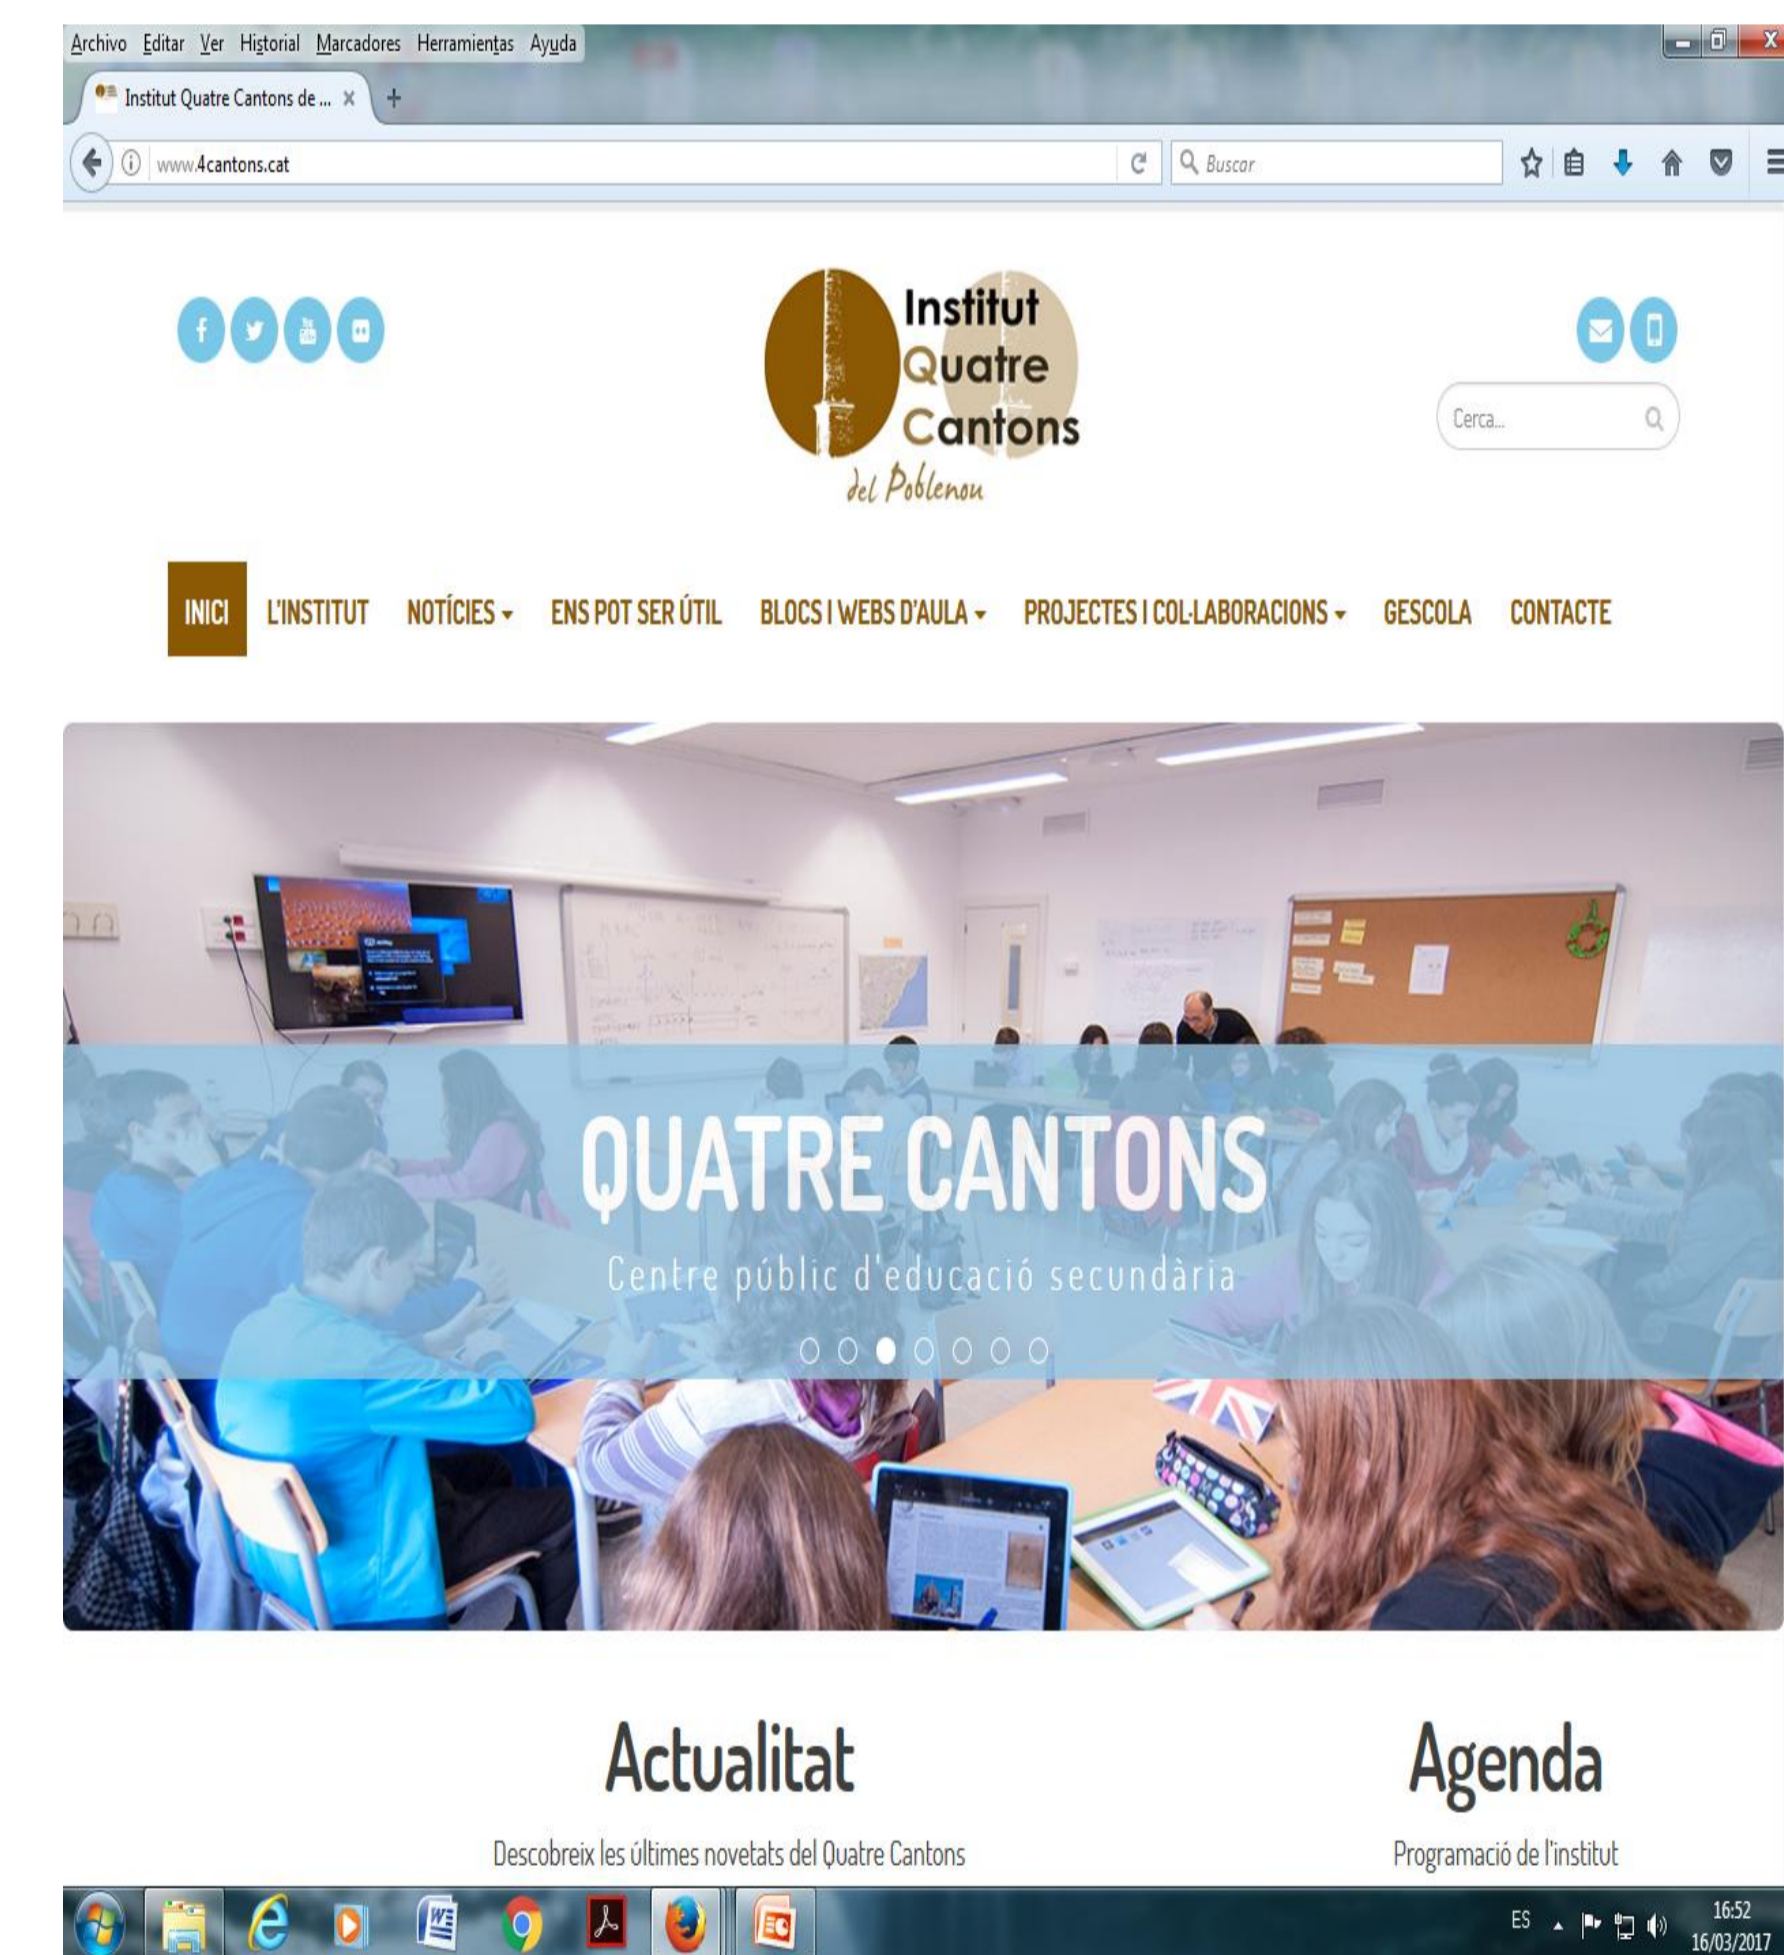 Archivo Editar Ver Historial Marcadores Herramientas Ayuda
Institut Quatre Cantons de ...
www.4cantons.cat
Buscar
Institut
Quatre
Cantons
del Poblenou
Cerca...
INICI L'INSTITUT NOTÍCIES ENS POT SER ÚTIL BLOCS I WEBS D'AULA PROJECTES I COL·LABORACIONS GESCOLA CONTACTE
QUATRE CANTONS
Centre públic d'educació secundària
Actualitat
Agenda
Descobreix les últimes novetats del Quatre Cantons
Programació de l'institut
ES
16:52
16/03/2017